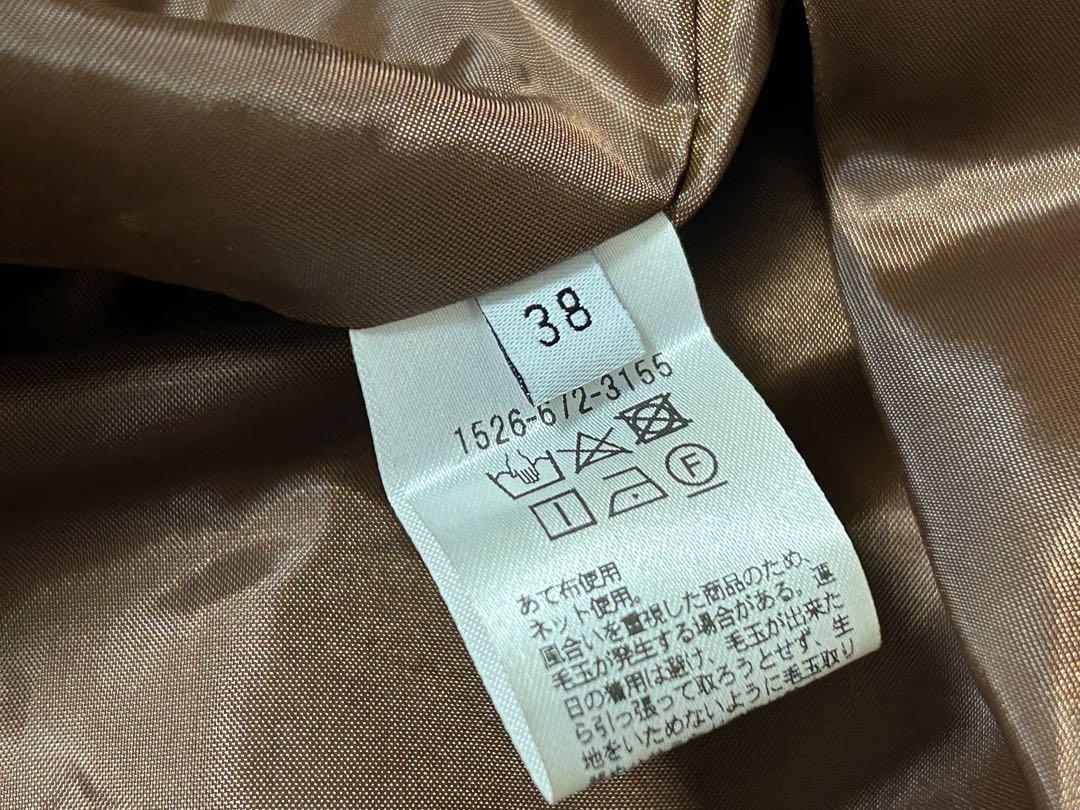 38
1526-672-3155
F
あて布使用
ネット使用。
風合いを重視した商品のため、
毛玉が発生する場合がある。連
日の着用は避け、毛玉が出来た
ら引っ張って取ろうとせず、生
地をいためないように毛玉取り